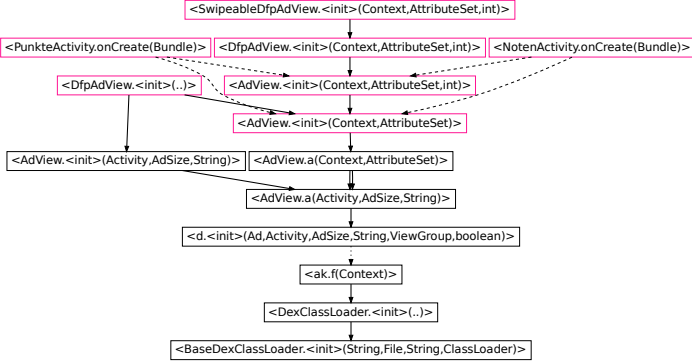 <SwipeableDfpAdView.<init>(Context,AttributeSet,int)>
<PunkteActivity.onCreate(Bundle)>
<DfpAdView.<init>(Context,AttributeSet,int)>
<NotenActivity.onCreate(Bundle)>
<DfpAdView.<init>(..)>
<AdView.<init>(Context,AttributeSet,int)>
<AdView.<init>(Context,AttributeSet)>
<AdView.<init>(Activity,AdSize,String)>
<AdView.a(Context,AttributeSet)>
<AdView.a(Activity,AdSize,String)>
<d.<init>(Ad,Activity,AdSize,String,ViewGroup,boolean)>
<ak.f(Context)>
<DexClassLoader.<init>(..)>
<BaseDexClassLoader.<init>(String,File,String,ClassLoader)>